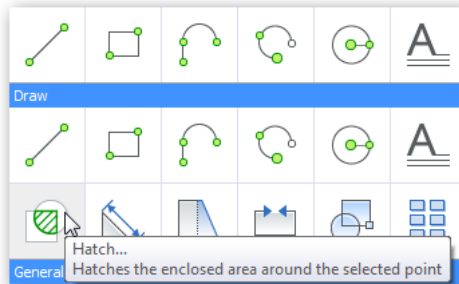 A
Draw
A
Hatch...
Hatches the enclosed area around the selected point
General